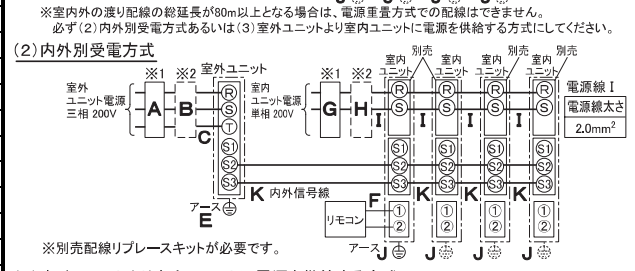 ※室内外の渡り配線の総延長が80m以上となる場合は、電源重畳方式での配線はできません。
必ず(2)内外別受電方式あるいは(3)室外ユニットより室内ユニットに電源を供給する方式にしてください。
(2)内外別受電方式
※1 ※2 室外ユニット
室外
ユニット電源
三相 200V
A B C
R
S
T
S1
S2
S3
アース
E
※1 ※2
室内
ユニット電源
単相 200V
G H
別売 別売 別売
室内
ユニット
室内
ユニット
室内
ユニット
室内
ユニット
R R R R
S S S S
I I I I
電源線 I
電源線太さ
2.0mm²
S1 S1 S1 S1
S2 S2 S2 S2
S3 S3 S3 S3
K 内外信号線
K K K
F
リモコン
① ① ① ①
② ② ② ②
アース J J J J
※別売配線リプレースキットが必要です。